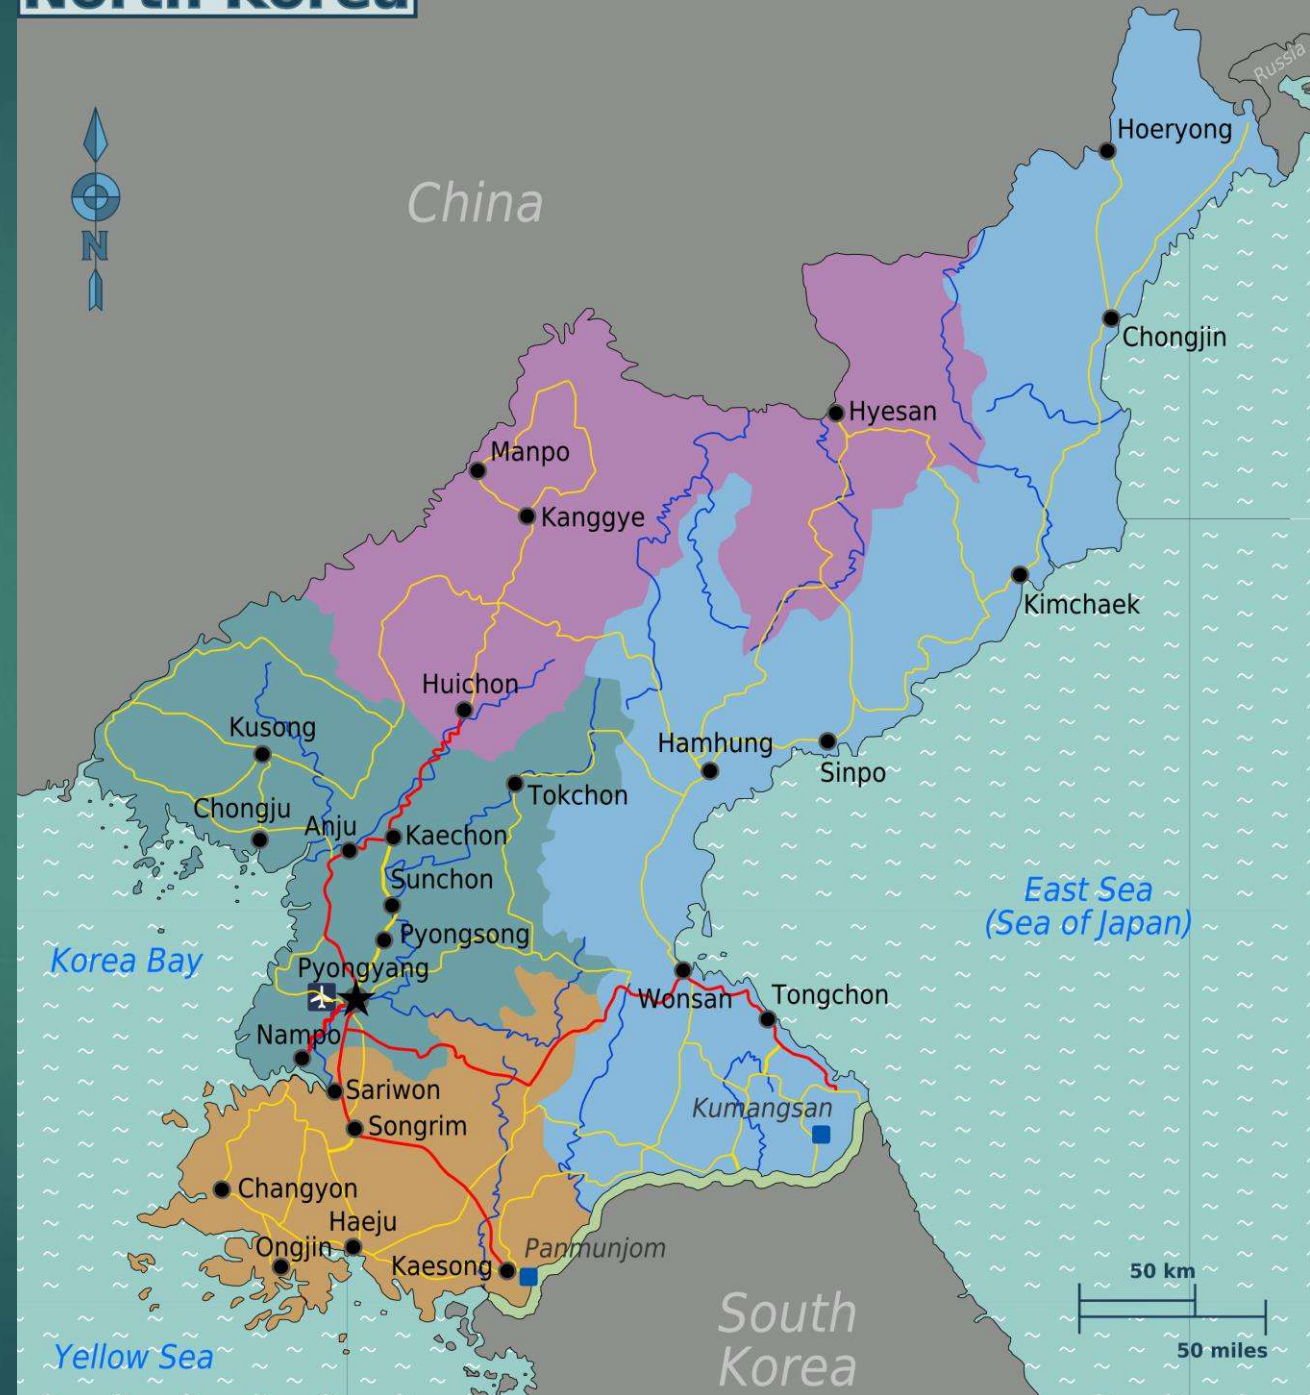 North Korea
Russia
Hoeryong
China
N
Chongjin
Hyesan
Manpo
Kanggye
Kimchaek
Huichon
Kusong
Hamhung
Sinpo
Tokchon
Chongju
Anju
Kaechon
Sunchon
East Sea
(Sea of Japan)
Pyongsong
Korea Bay
Pyongyang
Wonsan
Tongchon
Nampo
Sariwon
Kumangsan
Songrim
Changyon
Haeju
Ongjin
Panmunjom
Kaesong
50 km
South
Korea
50 miles
Yellow Sea